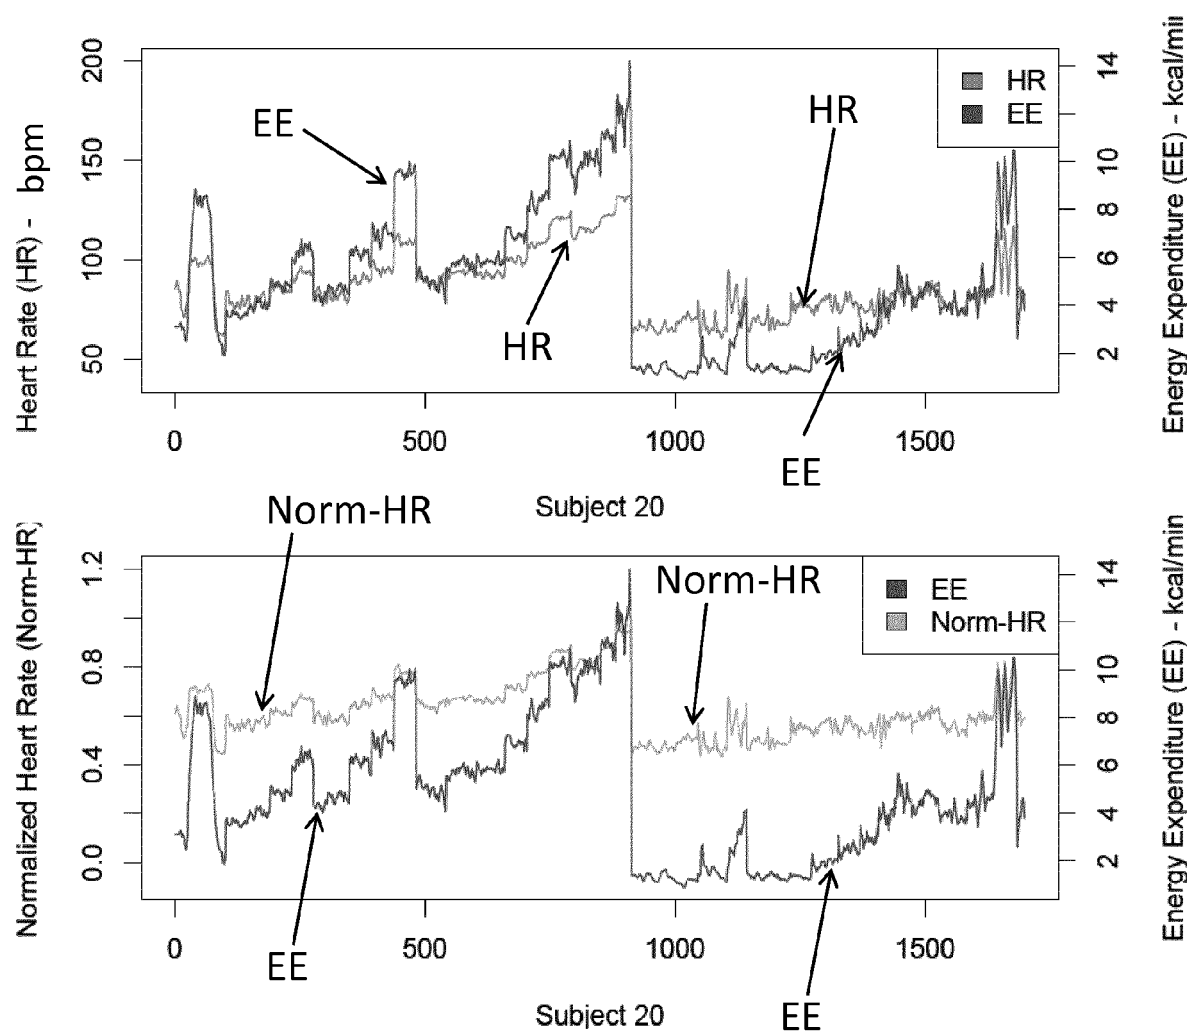 Heart Rate (HR) - bpm
200
150
100
50
EE
HR
HR
EE
HR
EE
14
10
8
6
4
2
Energy Expenditure (EE) - kcal/min
0
500
1000
1500
Subject 20
Normalized Heart Rate (Norm-HR)
1.2
0.8
0.4
0.0
Norm-HR
Norm-HR
EE
EE
EE
Norm-HR
14
10
8
6
4
2
Energy Expenditure (EE) - kcal/min
0
500
1000
1500
Subject 20